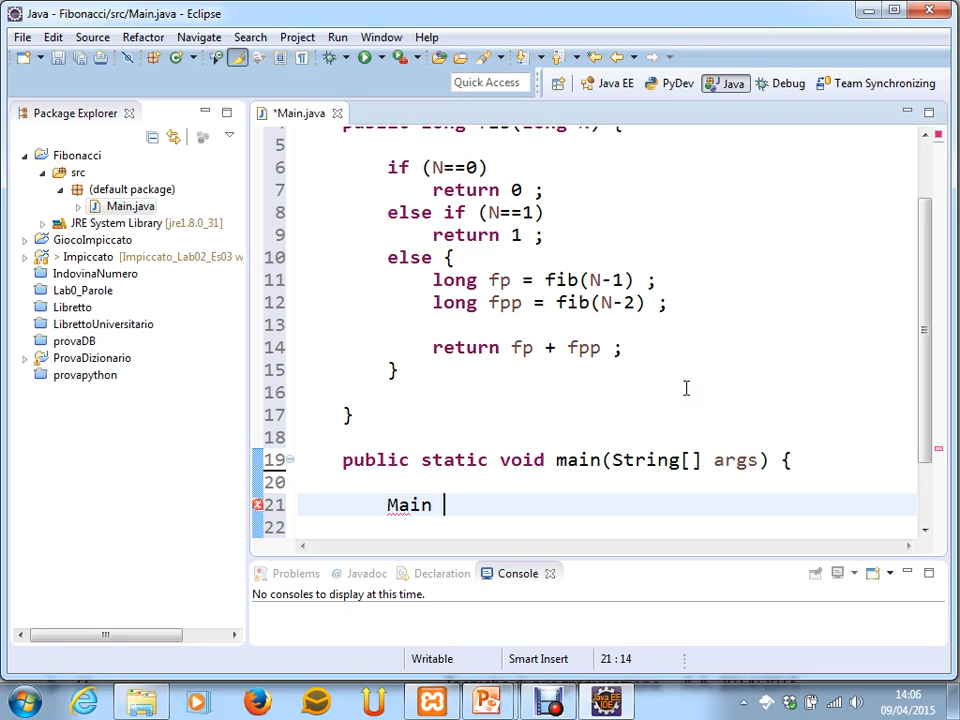 Java - Fibonacci/src/Main.java - Eclipse
File Edit Source Refactor Navigate Search Project Run Window Help
Quick Access Java EE PyDev Java Debug Team Synchronizing
Package Explorer
*Main.java
Fibonacci
src
(default package)
Main.java
JRE System Library [jre1.8.0_31]
GiocoImpiccato
> Impiccato [Impiccato_Lab02_Es03 w
IndovinaNumero
Lab0_Parole
Libretto
LibrettoUniversitario
provaDB
ProvaDizionario
provapython
public long fib(long N) {
5
6 if (N==0)
7 return 0 ;
8 else if (N==1)
9 return 1 ;
10 else {
11 long fp = fib(N-1) ;
12 long fpp = fib(N-2) ;
13
14 return fp + fpp ;
15 }
16
17 }
18
19 public static void main(String[] args) {
20
21 Main
22
Problems Javadoc Declaration Console
No consoles to display at this time.
Writable Smart Insert 21 : 14
14:06
09/04/2015